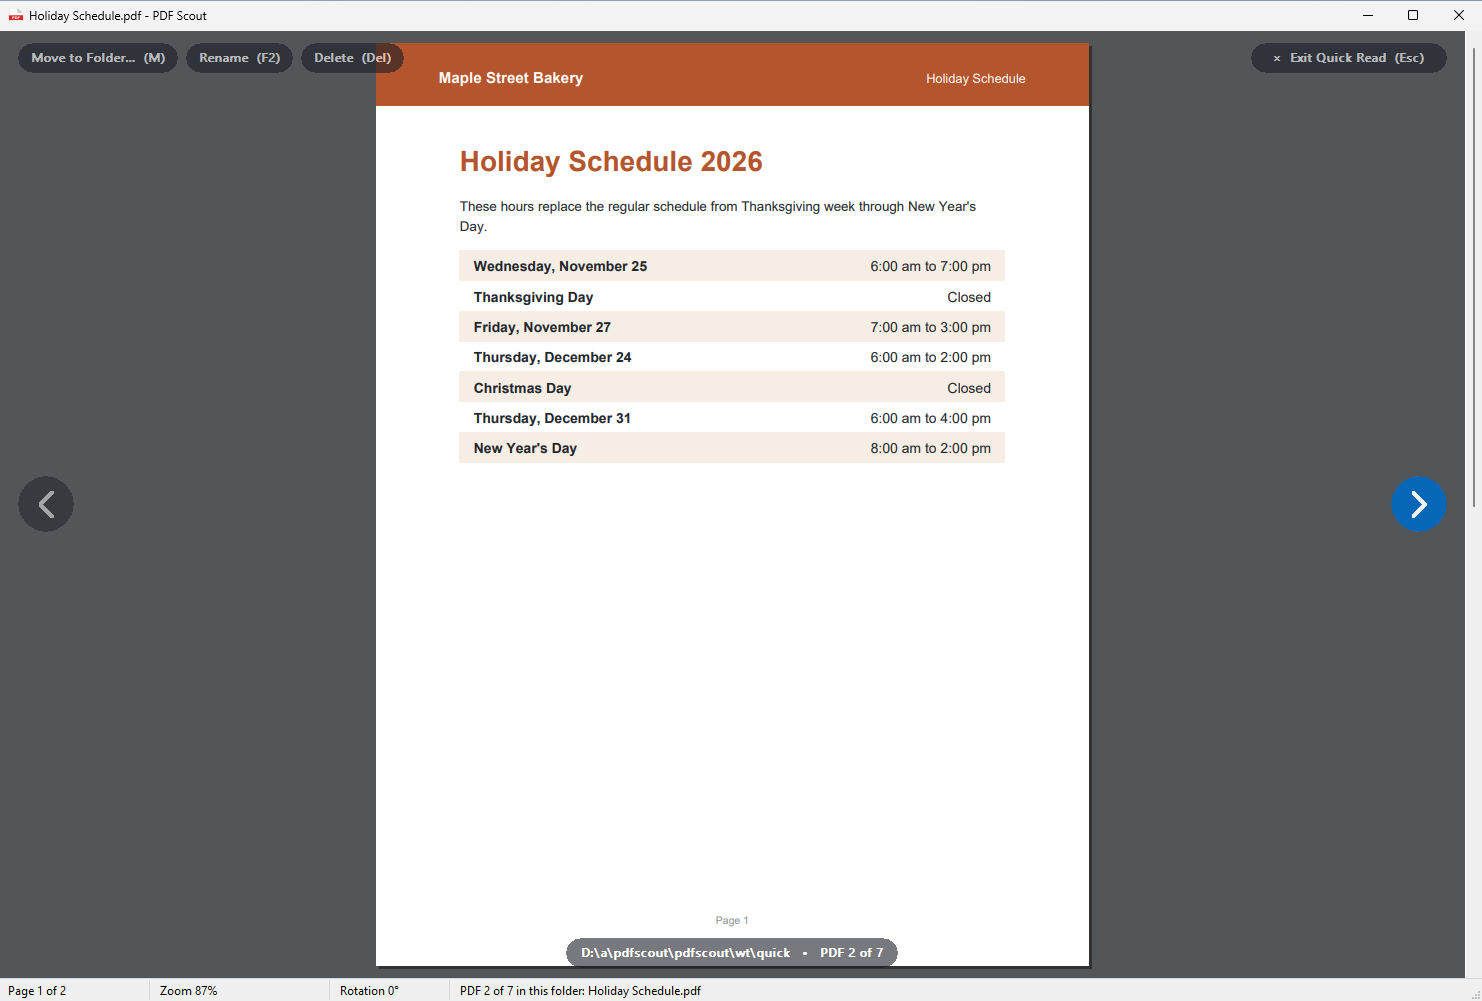 Holiday Schedule.pdf - PDF Scout
Move to Folder... (M) Rename (F2) Delete (Del)
× Exit Quick Read (Esc)
Maple Street Bakery
Holiday Schedule
Holiday Schedule 2026
These hours replace the regular schedule from Thanksgiving week through New Year's
Day.
Wednesday, November 25 6:00 am to 7:00 pm
Thanksgiving Day Closed
Friday, November 27 7:00 am to 3:00 pm
Thursday, December 24 6:00 am to 2:00 pm
Christmas Day Closed
Thursday, December 31 6:00 am to 4:00 pm
New Year's Day 8:00 am to 2:00 pm
Page 1
D:\a\pdfscout\pdfscout\wt\quick • PDF 2 of 7
Page 1 of 2 Zoom 87% Rotation 0° PDF 2 of 7 in this folder: Holiday Schedule.pdf